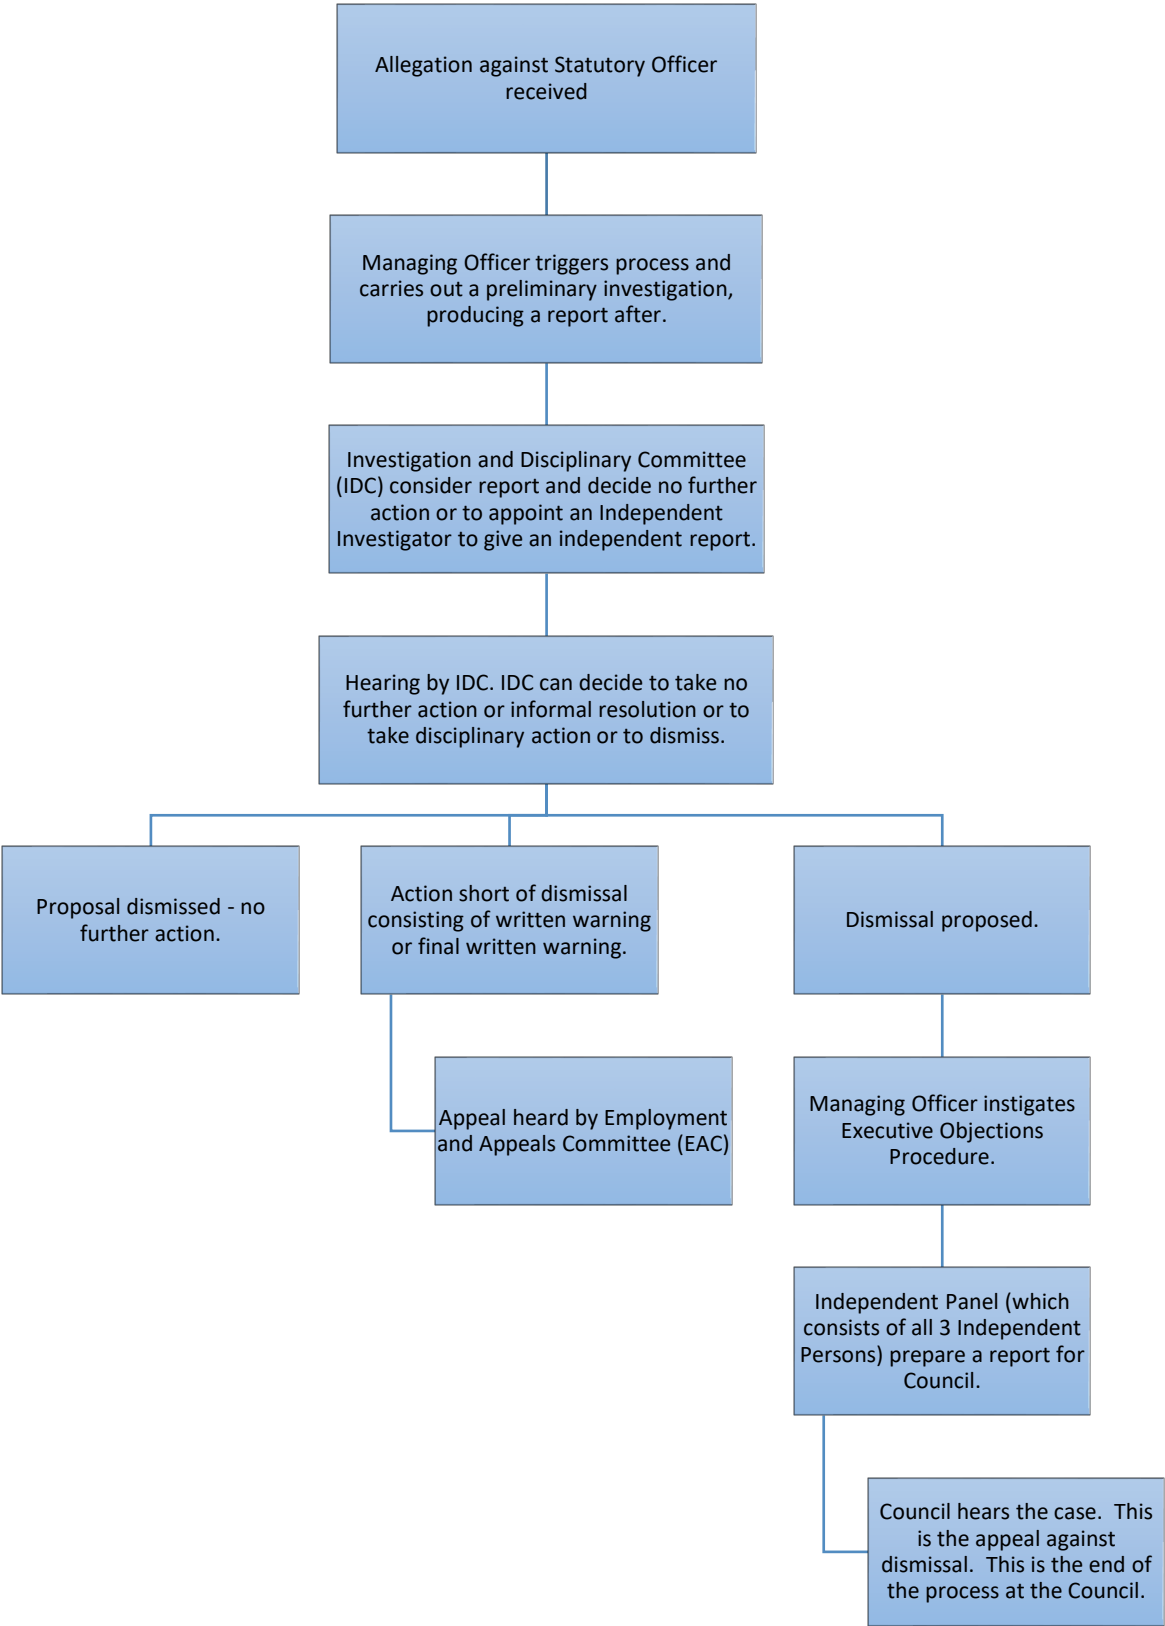 Allegation against Statutory Officer
received
Managing Officer triggers process and
carries out a preliminary investigation,
producing a report after.
Investigation and Disciplinary Committee
(IDC) consider report and decide no further
action or to appoint an Independent
Investigator to give an independent report.
Hearing by IDC. IDC can decide to take no
further action or informal resolution or to
take disciplinary action or to dismiss.
Proposal dismissed - no
further action.
Action short of dismissal
consisting of written warning
or final written warning.
Appeal heard by Employment
and Appeals Committee (EAC)
Dismissal proposed.
Managing Officer instigates
Executive Objections
Procedure.
Independent Panel (which
consists of all 3 Independent
Persons) prepare a report for
Council.
Council hears the case.  This
is the appeal against
dismissal.  This is the end of
the process at the Council.